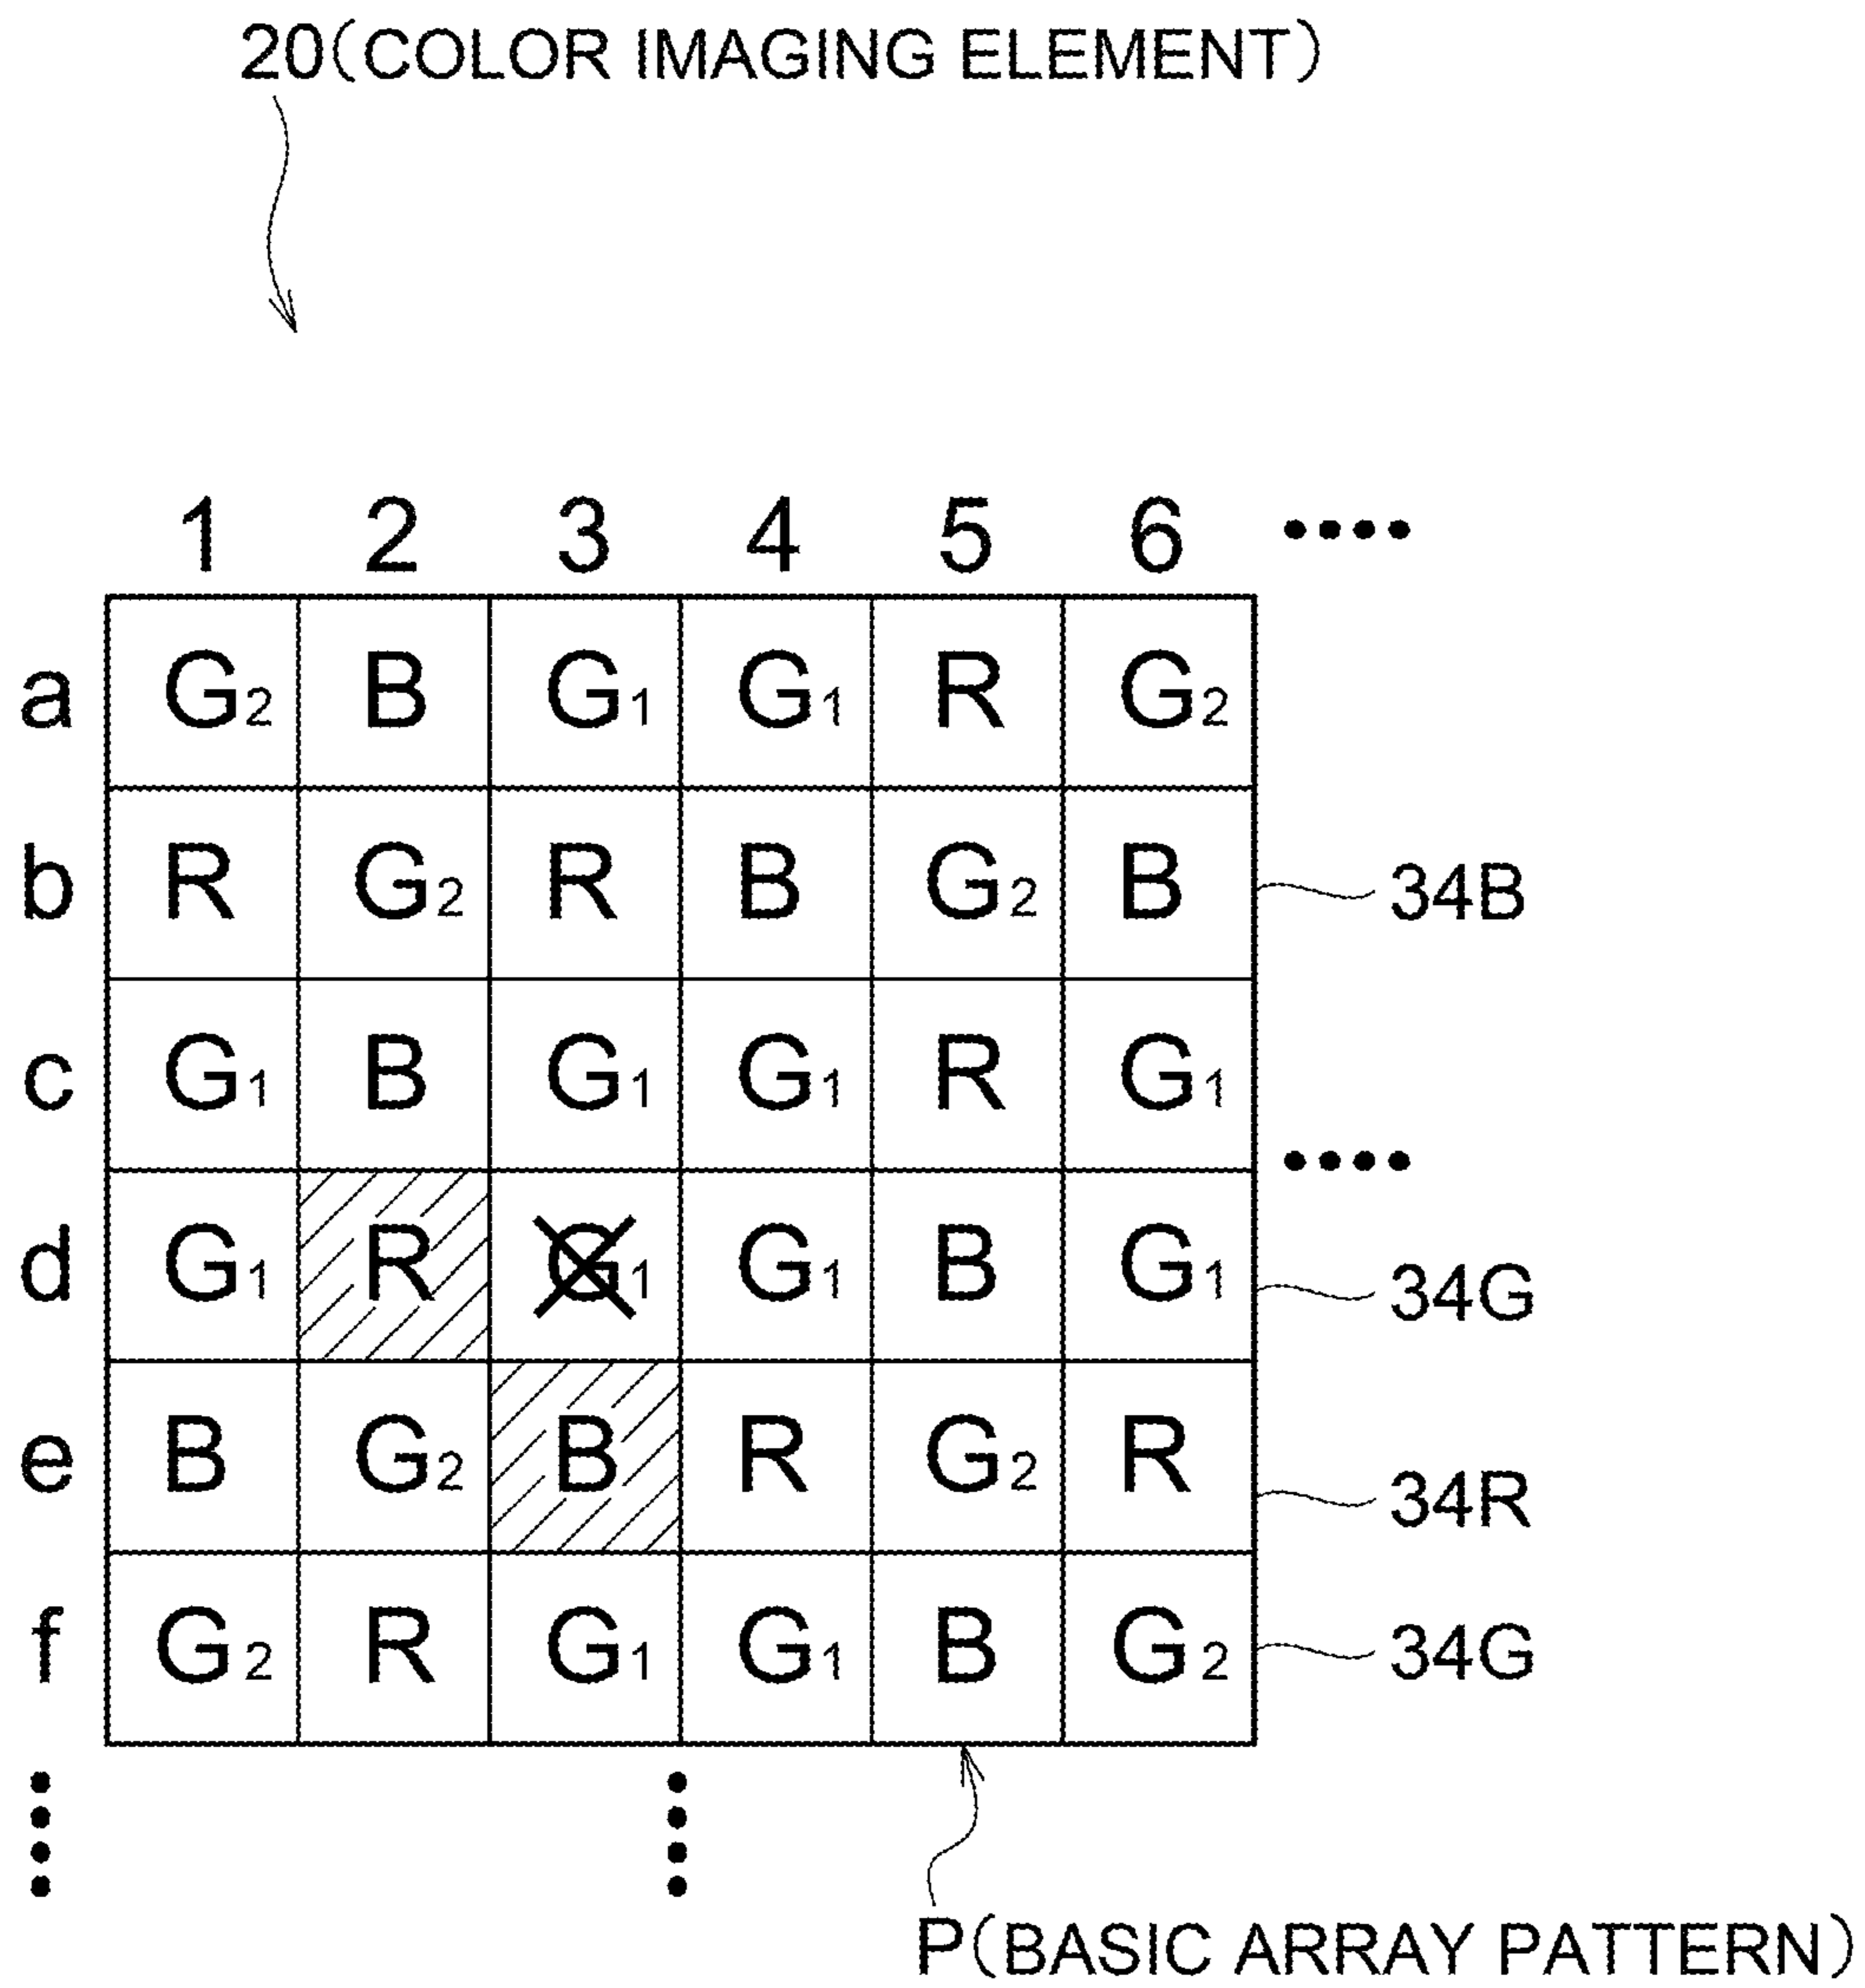 20(COLOR IMAGING ELEMENT)
1 2 3 4 5 6 ••••
a G2 B G1 G1 R G2
b R G2 R B G2 B 34B
c G1 B G1 G1 R G1
••••
d G1 R G1 G1 B G1 34G
e B G2 B R G2 R 34R
f G2 R G1 G1 B G2 34G
P(BASIC ARRAY PATTERN)